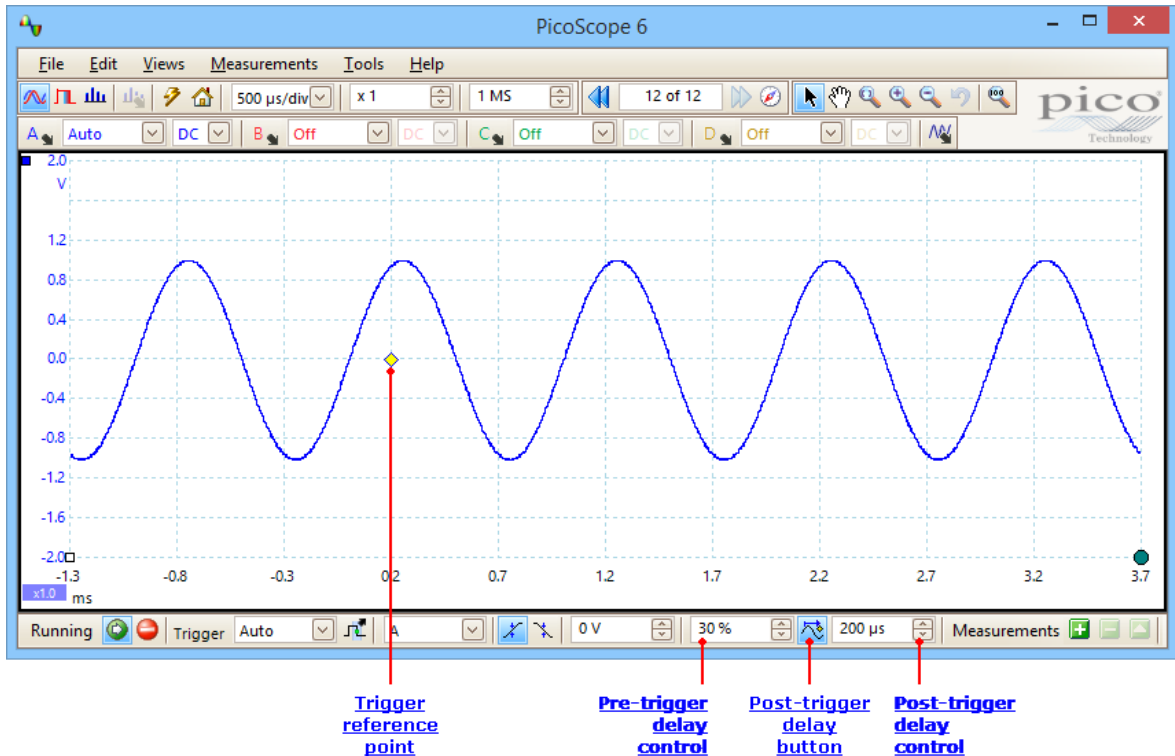 PicoScope 6
File Edit Views Measurements Tools Help
500 µs/div x 1 1 MS 12 of 12
pico
Technology
A Auto DC B Off DC C Off DC D Off DC
2.0
V
1.2
0.8
0.4
0.0
-0.4
-0.8
-1.2
-1.6
-2.0
-1.3 -0.8 -0.3 0.2 0.7 1.2 1.7 2.2 2.7 3.2 3.7
x1.0 ms
Running Trigger Auto A 0 V 30 % 200 µs Measurements
Trigger reference point
Pre-trigger delay control
Post-trigger delay button
Post-trigger delay control